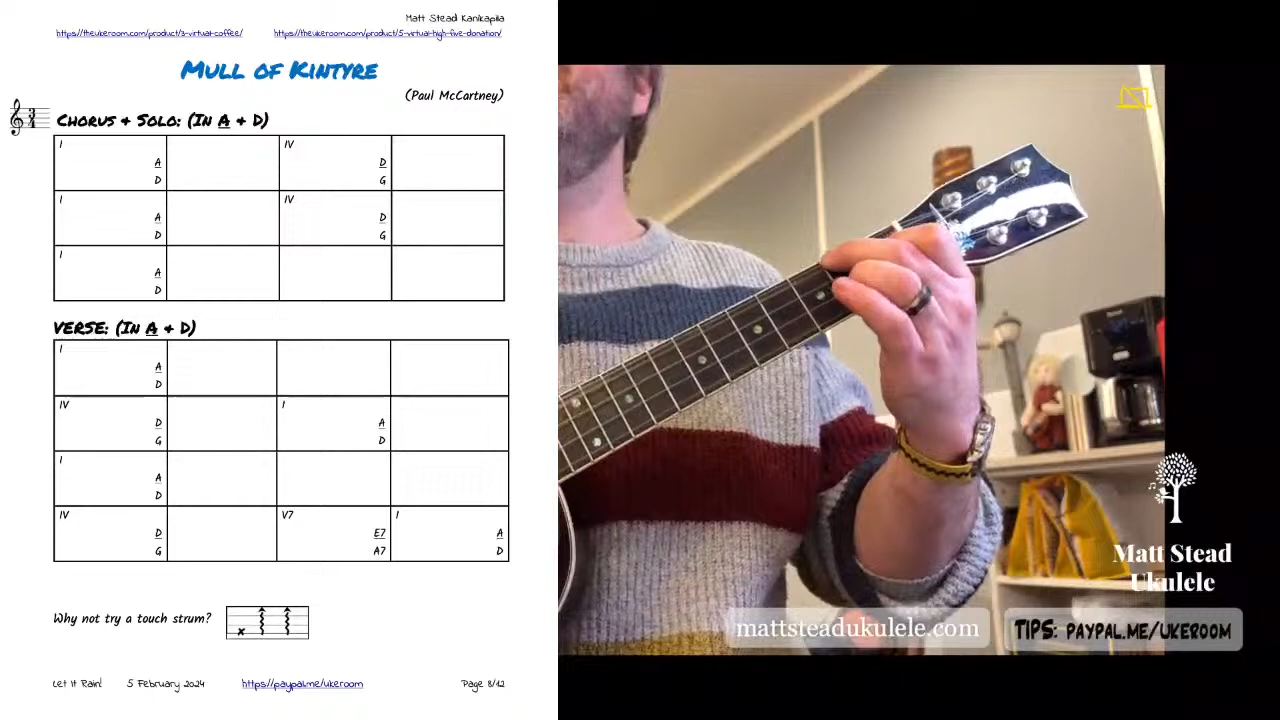 Matt Stead Kanikapila
https://theukeroom.com/product/3-virtual-coffee/ https://theukeroom.com/product/5-virtual-high-five-donation/
Mull of Kintyre
(Paul McCartney)
3
4
Chorus + Solo: (In A + D)
I IV
A D
D G
I IV
A D
D G
I
A
D
VERSE: (In A + D)
I
A
D
IV I
D A
G D
I
A
D
IV V7 I
D E7 A
G A7 D
Why not try a touch strum?
x
Let It Rain! 5 February 2024 https://paypal.me/ukeroom Page 8/12
Matt Stead
Ukulele
mattsteadukulele.com
TIPS: PAYPAL.ME/UKEROOM